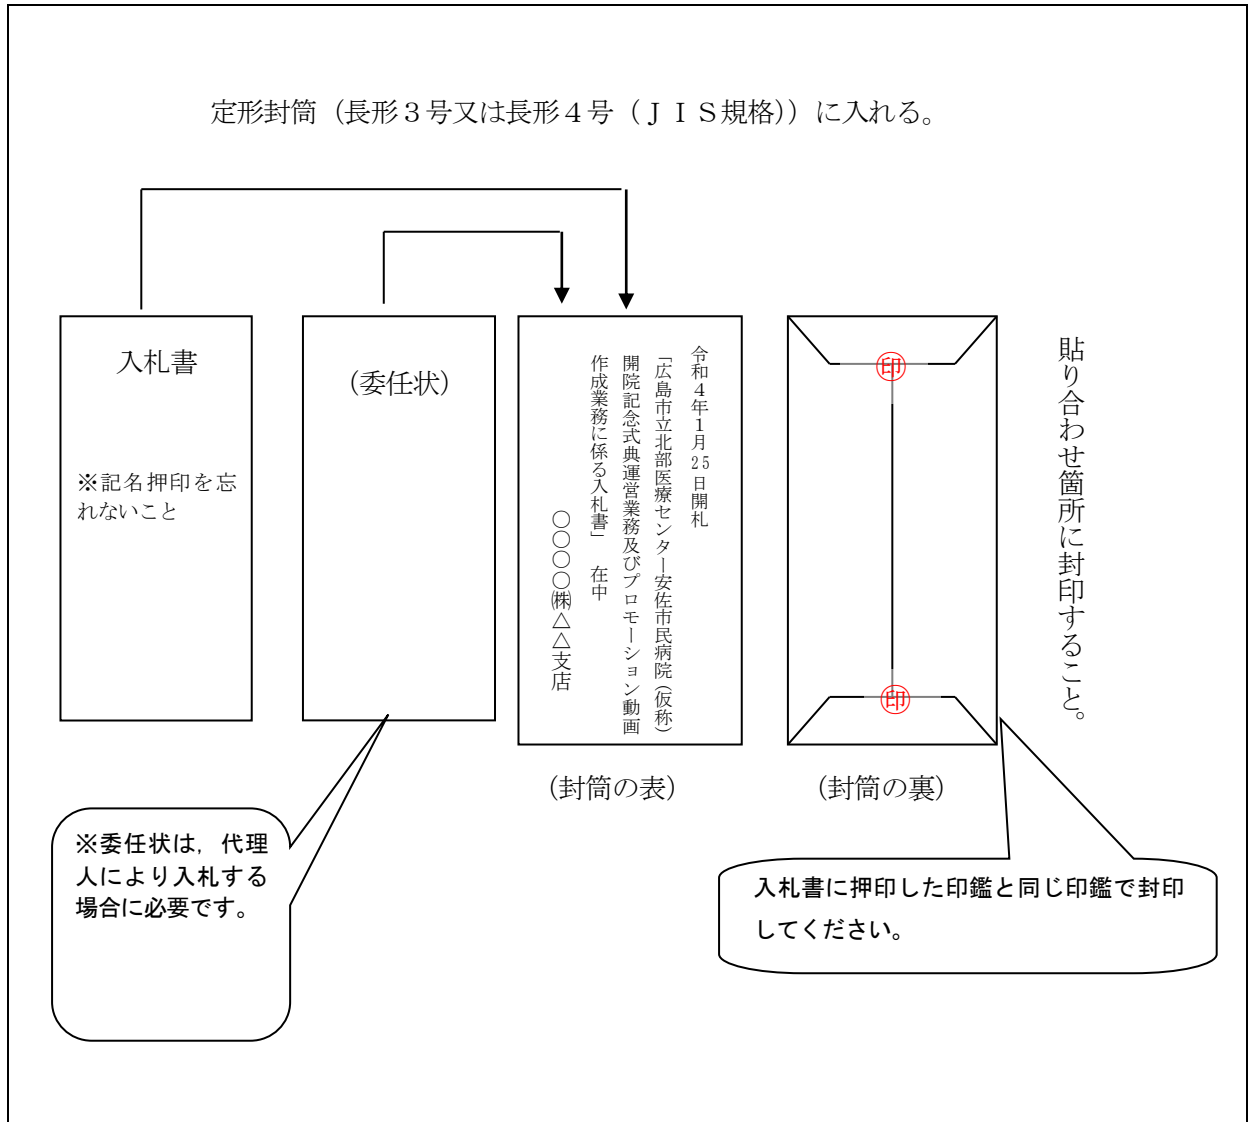 定形封筒（長形３号又は長形４号（ＪＩＳ規格））に入れる。
入札書
※記名押印を忘
れないこと
（委任状）
令和４年１月25日開札
「広島市立北部医療センター安佐市民病院（仮称）
開院記念式典運営業務及びプロモーション動画
作成業務に係る入札書」　在中
〇〇〇〇㈱△△支店
印
印
貼り合わせ箇所に封印すること。
（封筒の表）
（封筒の裏）
※委任状は，代理
人により入札する
場合に必要です。
入札書に押印した印鑑と同じ印鑑で封印
してください。